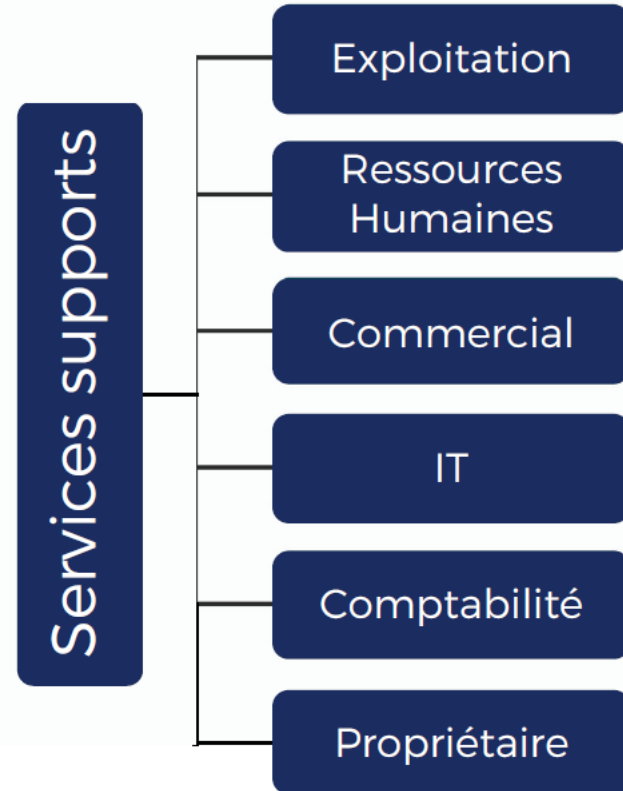 Services supports
Exploitation
Ressources
Humaines
Commercial
IT
Comptabilité
Propriétaire